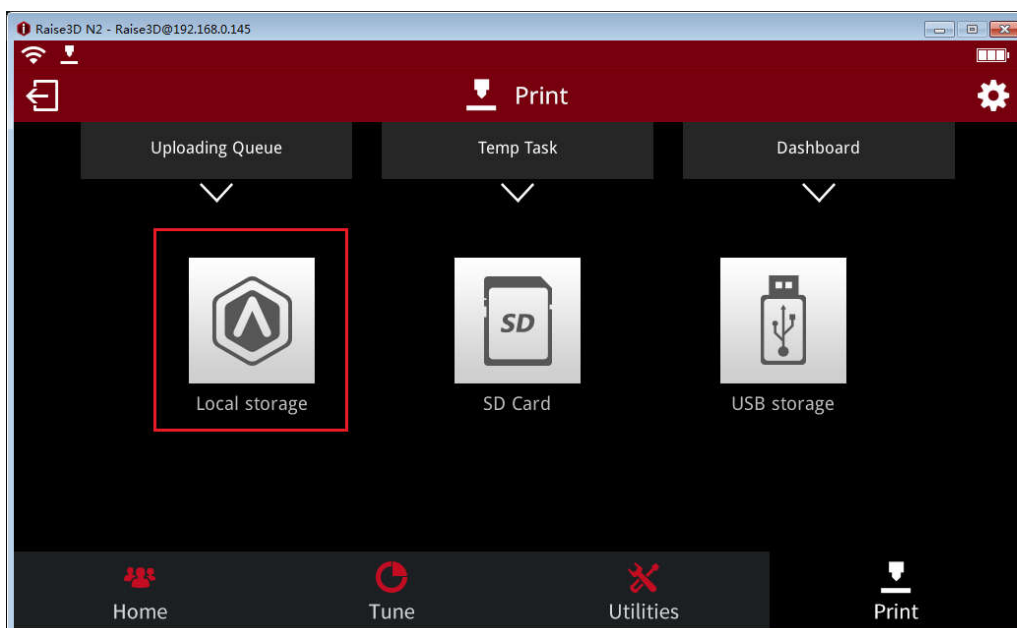 Raise3D N2 - Raise3D@192.168.0.145
Print
Uploading Queue
Temp Task
Dashboard
SD
Local storage
SD Card
USB storage
Home
Tune
Utilities
Print